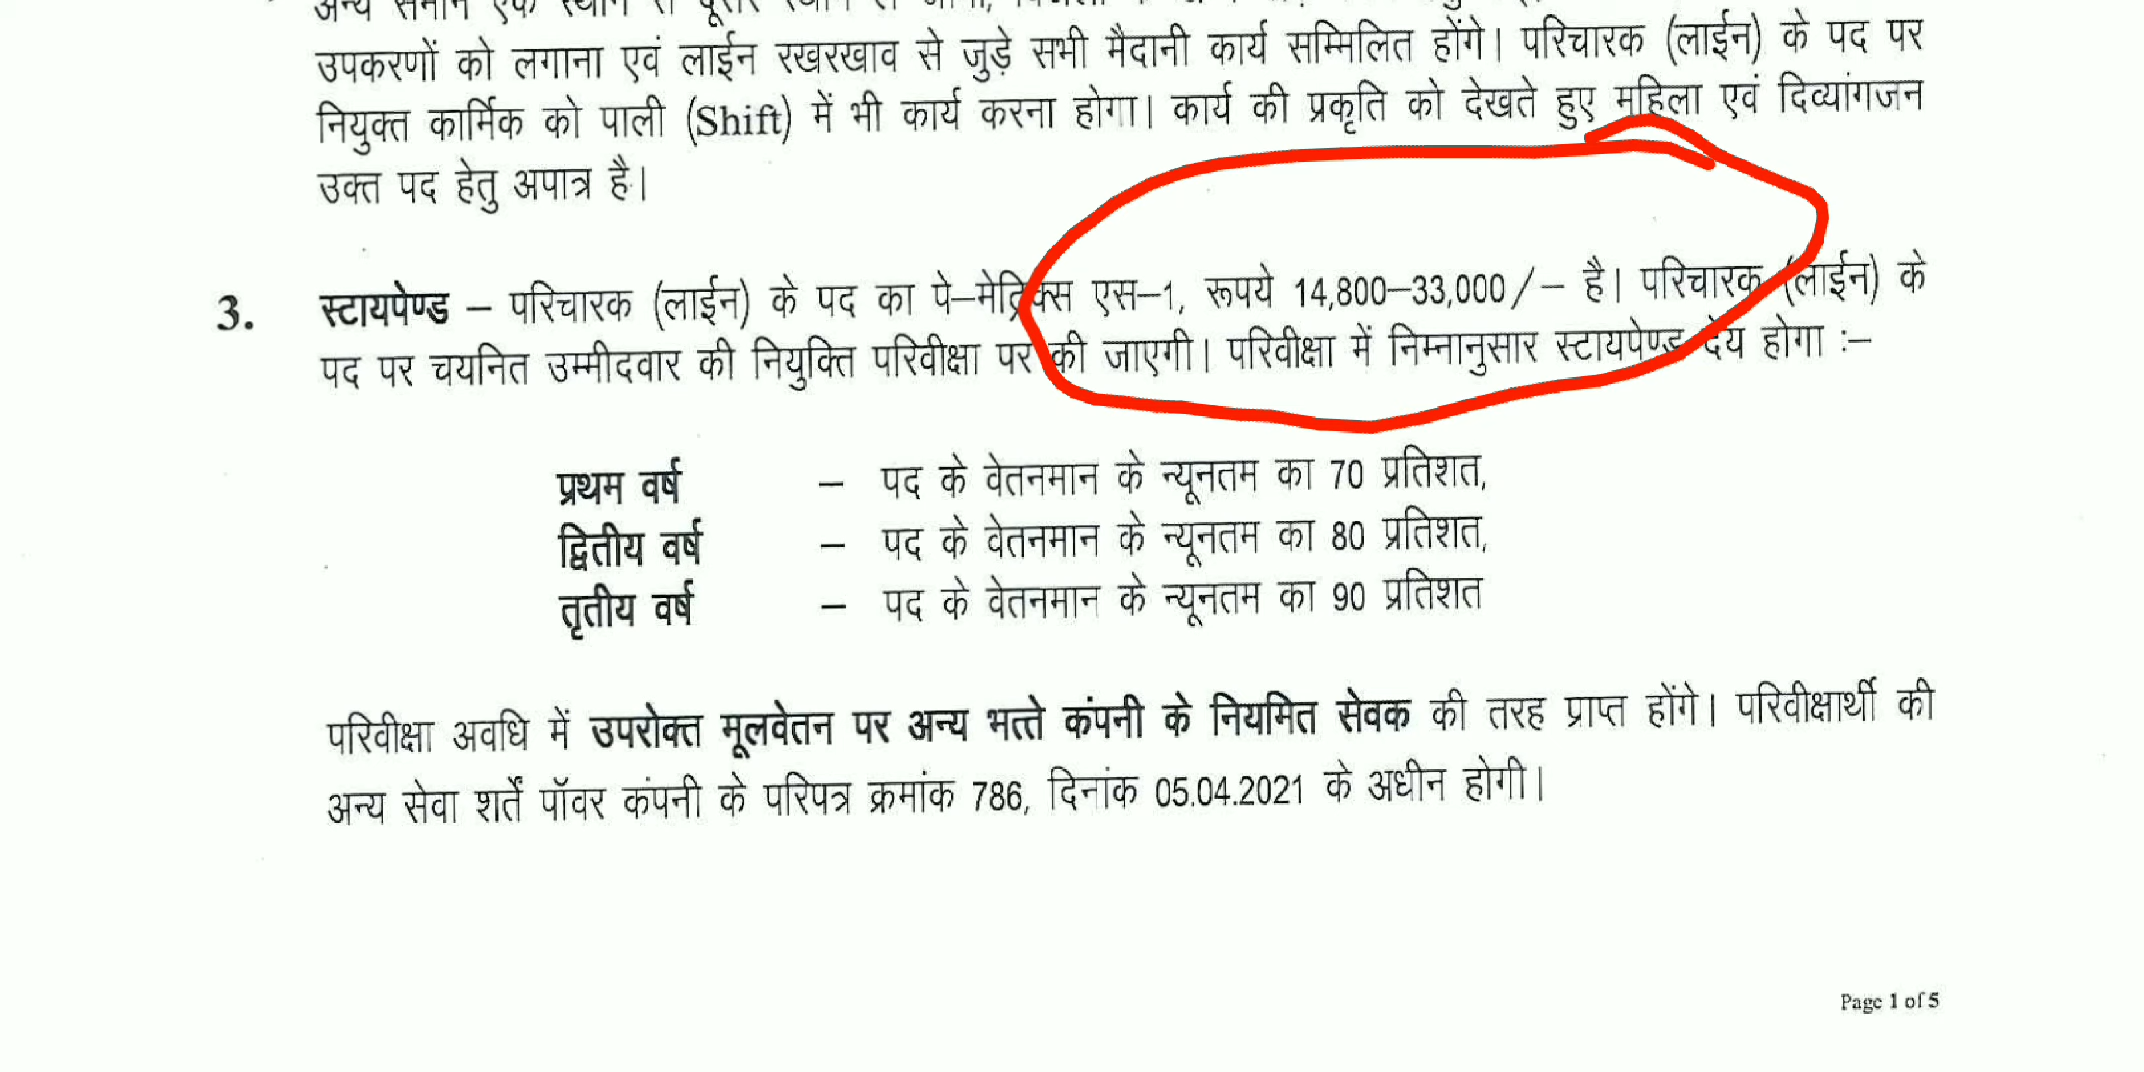 उपकरणों को लगाना एवं लाईन रखरखाव से जुड़े सभी मैदानी कार्य सम्मिलित होंगे। परिचारक (लाईन) के पद पर
नियुक्त कार्मिक को पाली (Shift) में भी कार्य करना होगा। कार्य की प्रकृति को देखते हुए महिला एवं दिव्यांगजन
उक्त पद हेतु अपात्र है।
3. स्टायपेण्ड – परिचारक (लाईन) के पद का पे–मेट्रिक्स एस–1, रूपये 14,800–33,000/– है। परिचारक (लाईन) के
पद पर चयनित उम्मीदवार की नियुक्ति परिवीक्षा पर की जाएगी। परिवीक्षा में निम्नानुसार स्टायपेण्ड देय होगा :–
प्रथम वर्ष – पद के वेतनमान के न्यूनतम का 70 प्रतिशत,
द्वितीय वर्ष – पद के वेतनमान के न्यूनतम का 80 प्रतिशत,
तृतीय वर्ष – पद के वेतनमान के न्यूनतम का 90 प्रतिशत
परिवीक्षा अवधि में उपरोक्त मूलवेतन पर अन्य भत्ते कंपनी के नियमित सेवक की तरह प्राप्त होंगे। परिवीक्षार्थी की
अन्य सेवा शर्तें पॉवर कंपनी के परिपत्र क्रमांक 786, दिनांक 05.04.2021 के अधीन होगी।
Page 1 of 5